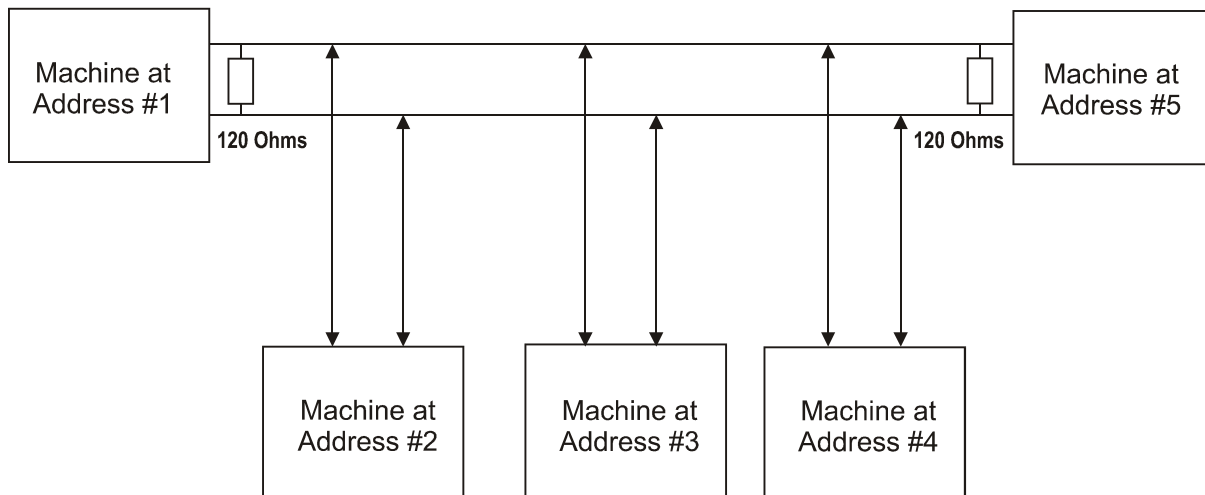 Machine at
Address #1
120 Ohms
120 Ohms
Machine at
Address #5
Machine at
Address #2
Machine at
Address #3
Machine at
Address #4